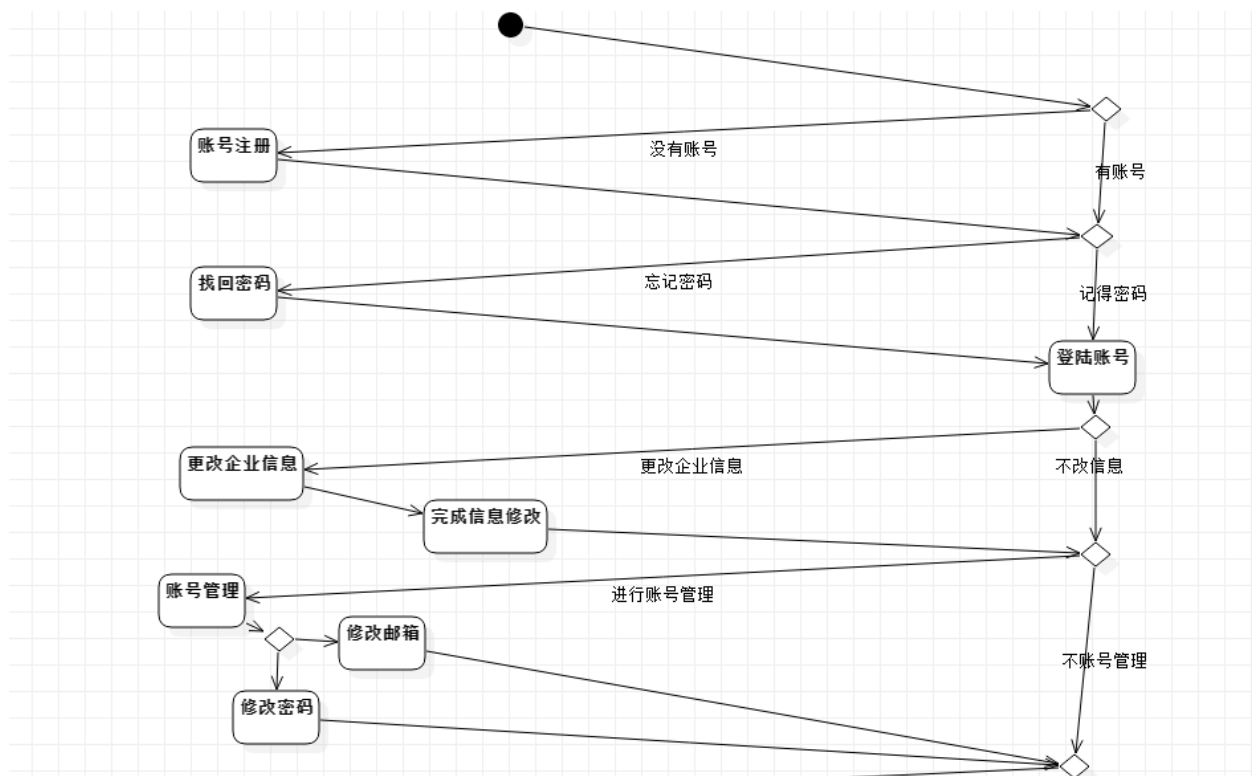 账号注册
没有账号
有账号
找回密码
忘记密码
记得密码
登陆账号
更改企业信息
更改企业信息
不改信息
完成信息修改
账号管理
进行账号管理
修改邮箱
不账号管理
修改密码